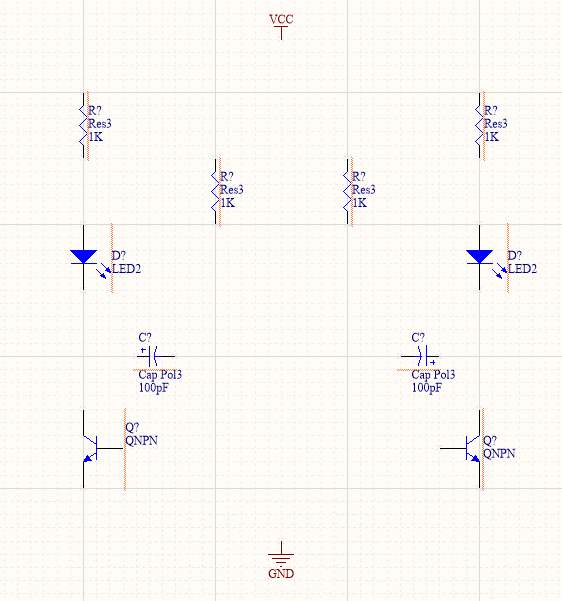 VCC
R?
Res3
1K
R?
Res3
1K
R?
Res3
1K
R?
Res3
1K
D?
LED2
D?
LED2
C?
Cap Pol3
100pF
C?
Cap Pol3
100pF
Q?
QNPN
Q?
QNPN
GND